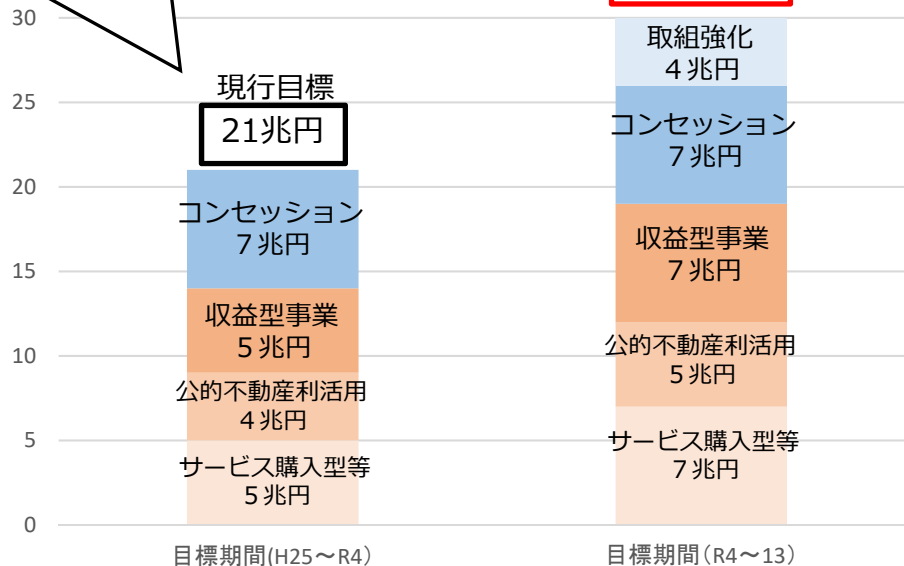 30
25
20
15
10
5
0
現行目標
21兆円
コンセッション
7兆円
収益型事業
5兆円
公的不動産利活用
4兆円
サービス購入型等
5兆円
目標期間(H25～R4)
取組強化
4兆円
コンセッション
7兆円
収益型事業
7兆円
公的不動産利活用
5兆円
サービス購入型等
7兆円
目標期間（R4～13）